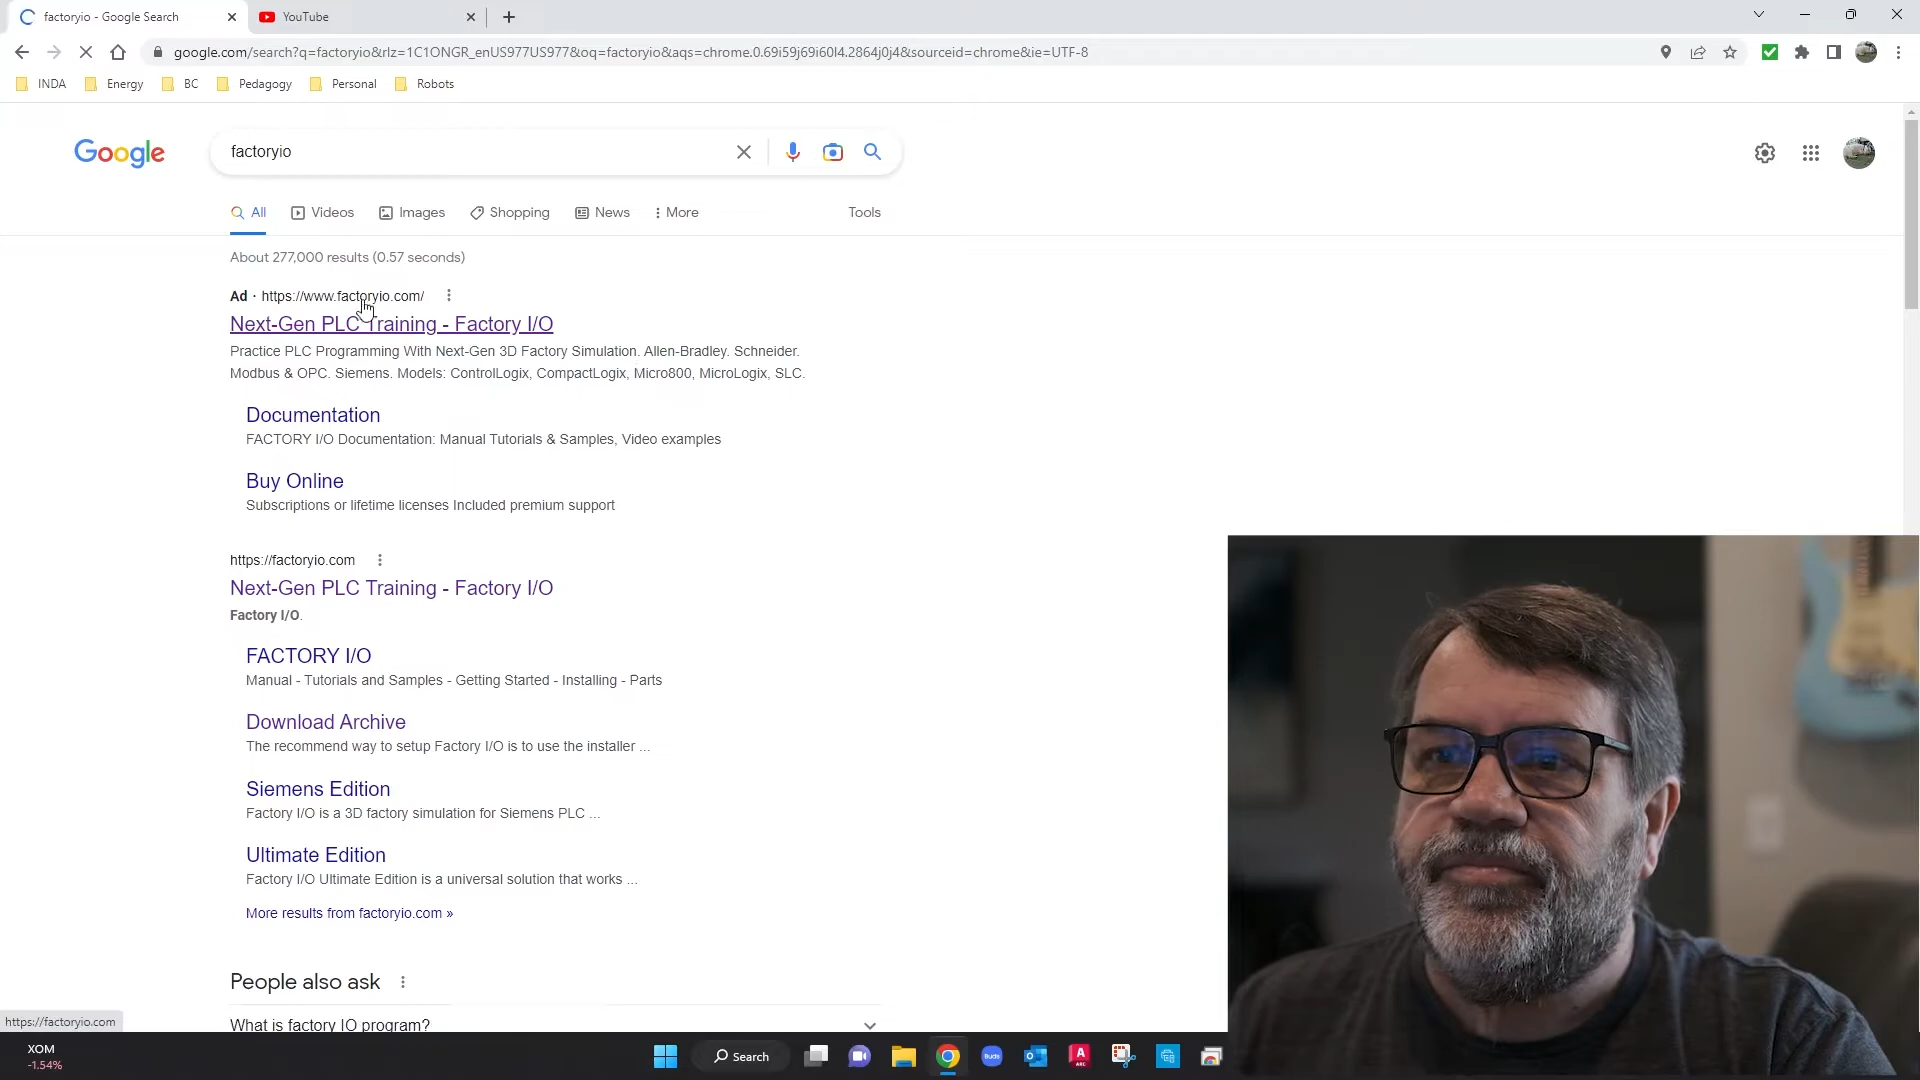 factoryio - Google Search
YouTube
google.com/search?q=factoryio&rlz=1C1ONGR_enUS977US977&oq=factoryio&aqs=chrome.0.69i59j69i60l4.2864j0j4&sourceid=chrome&ie=UTF-8
INDA Energy BC Pedagogy Personal Robots
Google
factoryio
All Videos Images Shopping News More Tools
About 277,000 results (0.57 seconds)
Ad · https://www.factoryio.com/
Next-Gen PLC Training - Factory I/O
Practice PLC Programming With Next-Gen 3D Factory Simulation. Allen-Bradley. Schneider.
Modbus & OPC. Siemens. Models: ControlLogix, CompactLogix, Micro800, MicroLogix, SLC.
Documentation
FACTORY I/O Documentation: Manual Tutorials & Samples, Video examples
Buy Online
Subscriptions or lifetime licenses Included premium support
https://factoryio.com
Next-Gen PLC Training - Factory I/O
Factory I/O.
FACTORY I/O
Manual - Tutorials and Samples - Getting Started - Installing - Parts
Download Archive
The recommend way to setup Factory I/O is to use the installer ...
Siemens Edition
Factory I/O is a 3D factory simulation for Siemens PLC ...
Ultimate Edition
Factory I/O Ultimate Edition is a universal solution that works ...
More results from factoryio.com »
People also ask
What is factory IO program?
https://factoryio.com
XOM
-1.54%
Search
Buds
A